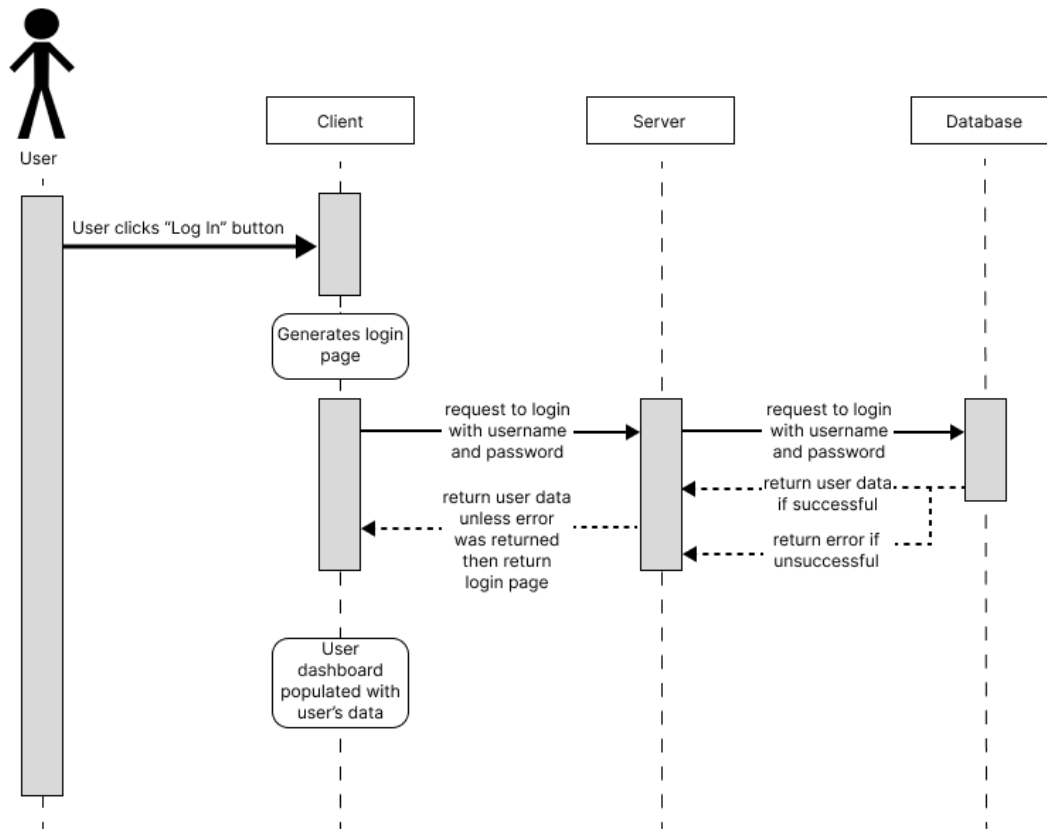 User
Client
Server
Database
User clicks “Log In” button
Generates login
page
request to login
with username
and password
request to login
with username
and password
return user data
if successful
return user data
unless error
was returned
then return
login page
return error if
unsuccessful
User
dashboard
populated with
user’s data